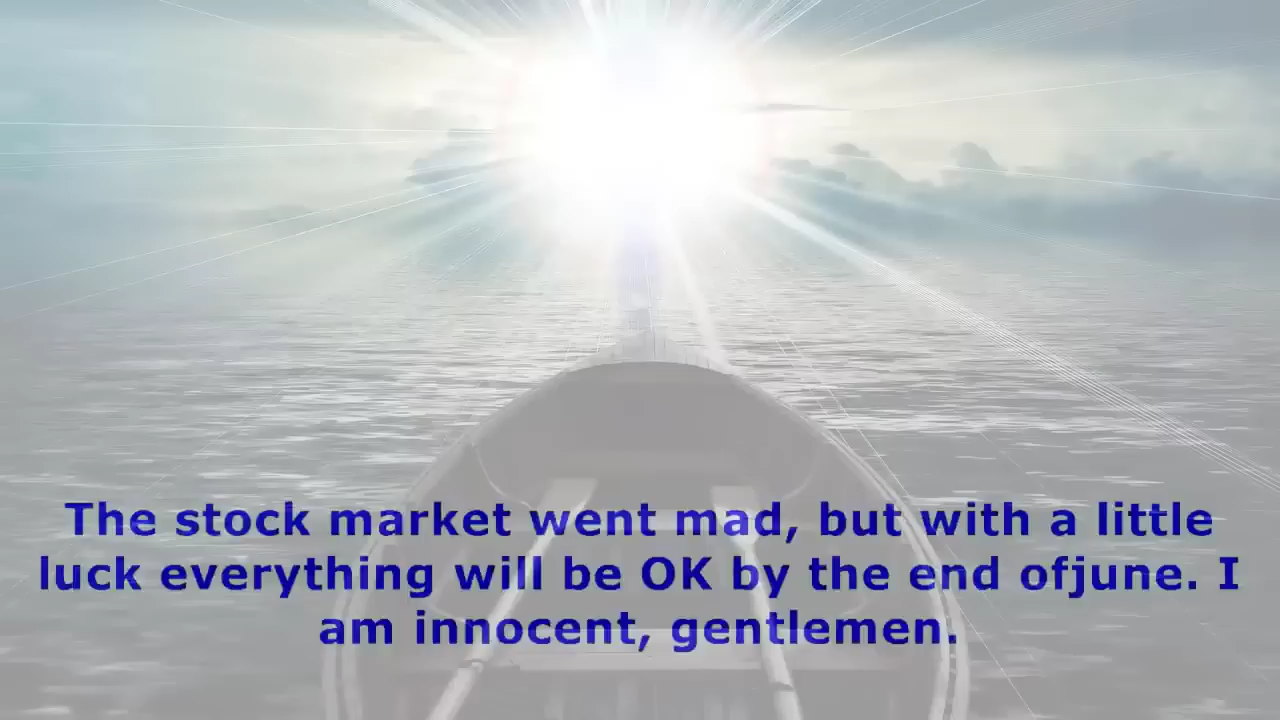 The stock market went mad, but with a little
luck everything will be OK by the end ofjune. I
am innocent, gentlemen.